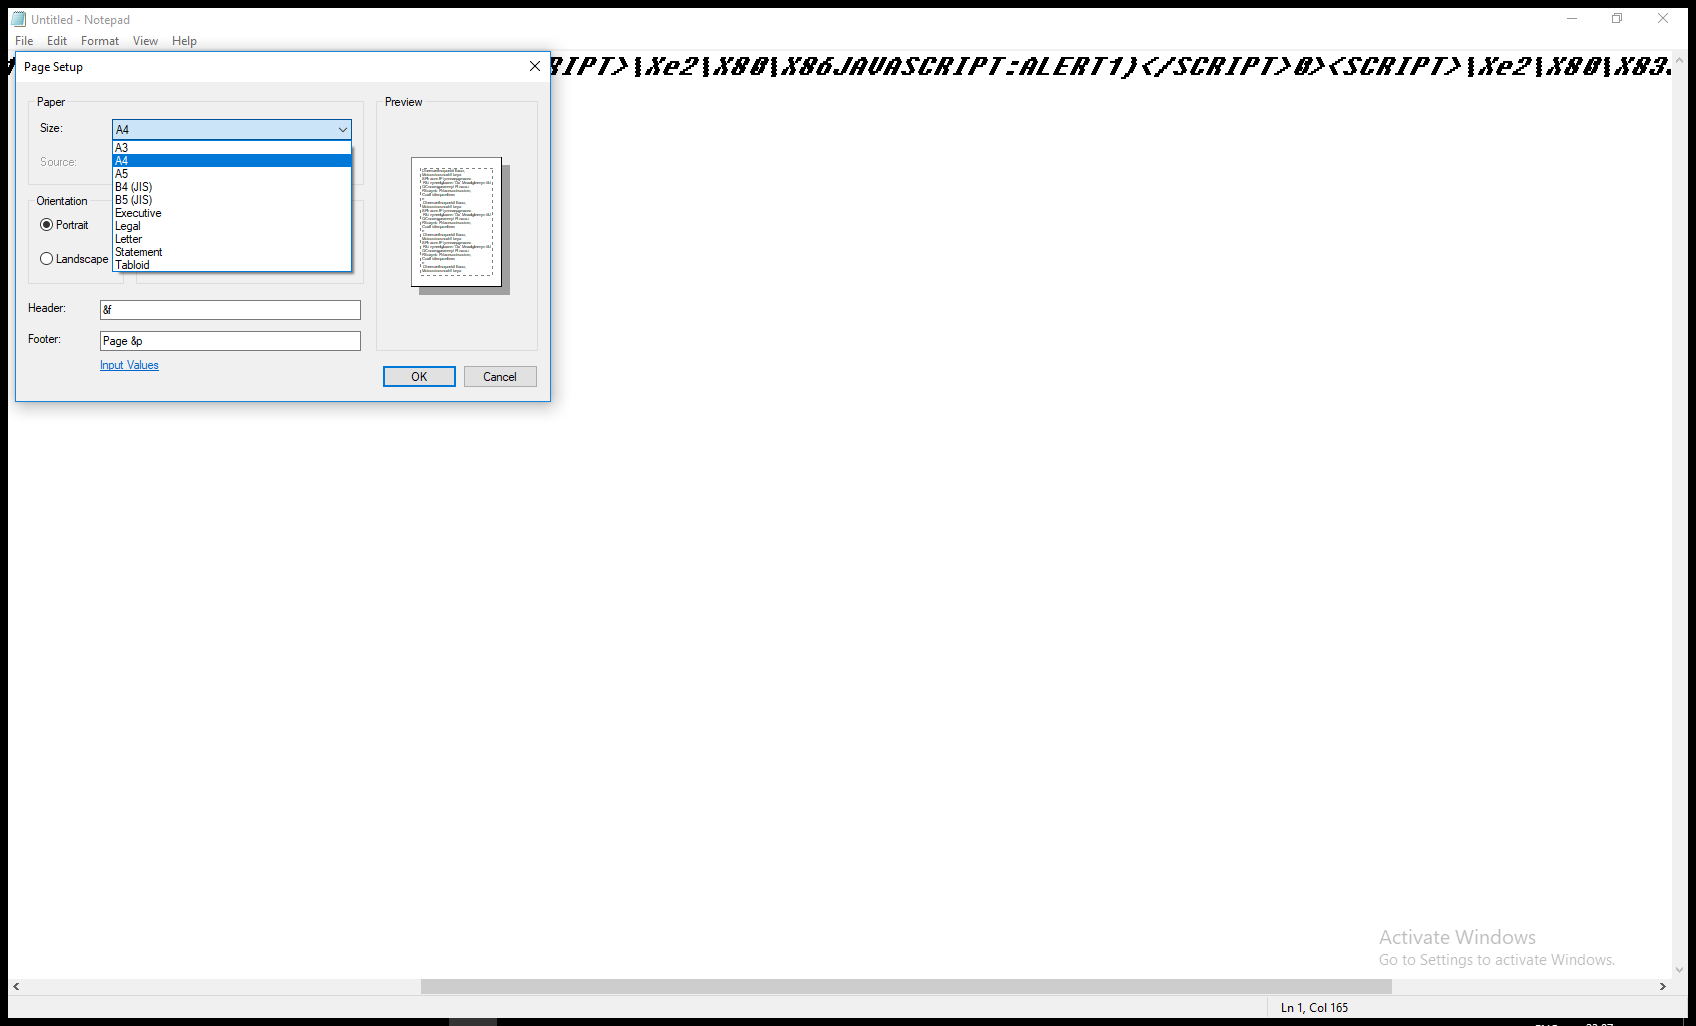 Untitled - Notepad
File Edit Format View Help
RIPT>|Xe2|X80|X86JAVASCRIPT:ALERT1)</SCRIPT>0><SCRIPT>|Xe2|X80|X83
Page Setup
Paper
Size:
A4
A3
A4
A5
B4 (JIS)
B5 (JIS)
Executive
Legal
Letter
Statement
Tabloid
Source:
Orientation
Portrait
Landscape
Preview
Header:
&f
Footer:
Page &p
Input Values
OK Cancel
Activate Windows
Go to Settings to activate Windows.
Ln 1, Col 165